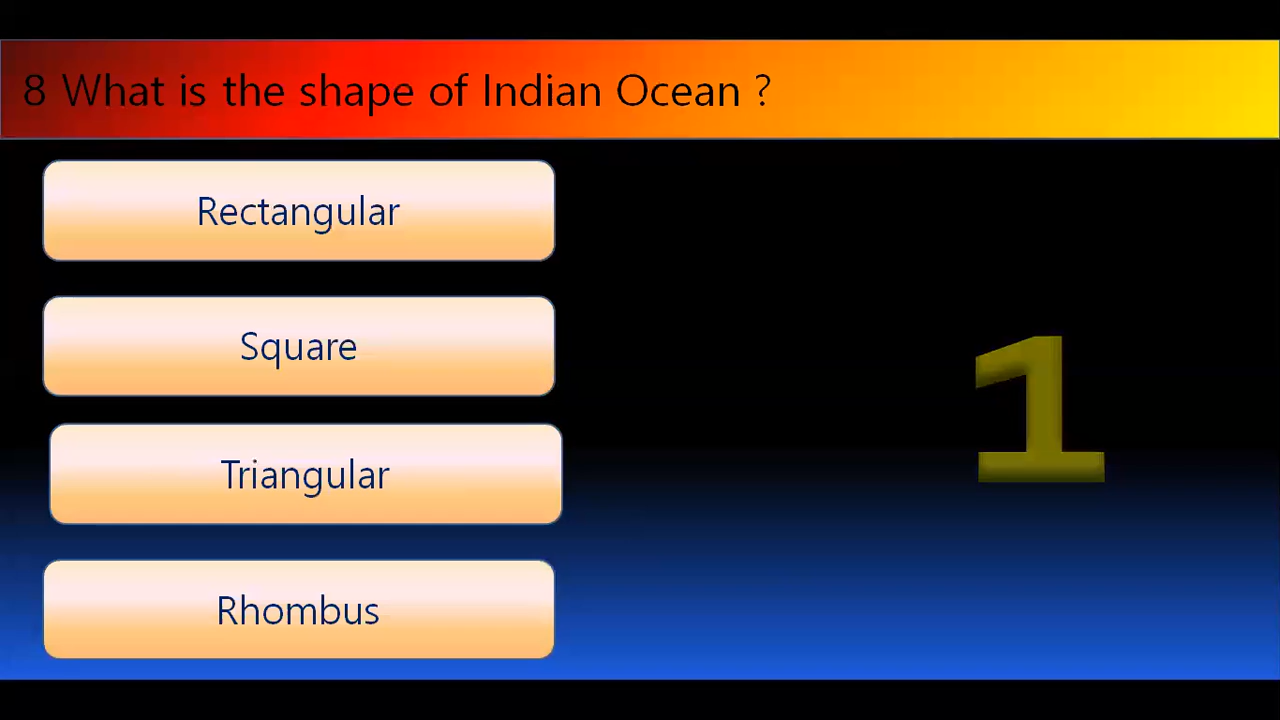 8 What is the shape of Indian Ocean ?
Rectangular
Square
Triangular
Rhombus
1